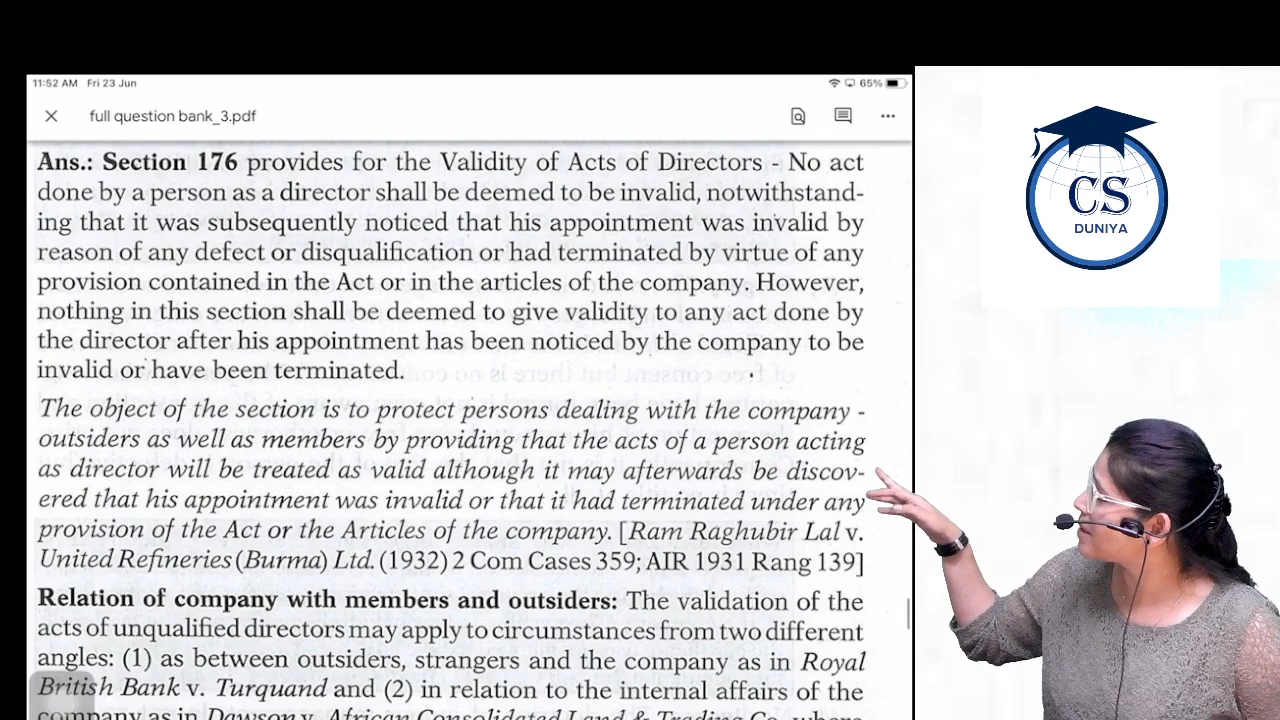 11:52 AM Fri 23 Jun
65%
full question bank_3.pdf
Ans.: Section 176 provides for the Validity of Acts of Directors - No act
done by a person as a director shall be deemed to be invalid, notwithstand-
ing that it was subsequently noticed that his appointment was invalid by
reason of any defect or disqualification or had terminated by virtue of any
provision contained in the Act or in the articles of the company. However,
nothing in this section shall be deemed to give validity to any act done by
the director after his appointment has been noticed by the company to be
invalid or have been terminated.
The object of the section is to protect persons dealing with the company -
outsiders as well as members by providing that the acts of a person acting
as director will be treated as valid although it may afterwards be discov-
ered that his appointment was invalid or that it had terminated under any
provision of the Act or the Articles of the company. [Ram Raghubir Lal v.
United Refineries (Burma) Ltd. (1932) 2 Com Cases 359; AIR 1931 Rang 139]
Relation of company with members and outsiders: The validation of the
acts of unqualified directors may apply to circumstances from two different
angles: (1) as between outsiders, strangers and the company as in Royal
British Bank v. Turquand and (2) in relation to the internal affairs of the
company as in Dawson v. African Consolidated Land & Trading Co. where
CS
DUNIYA